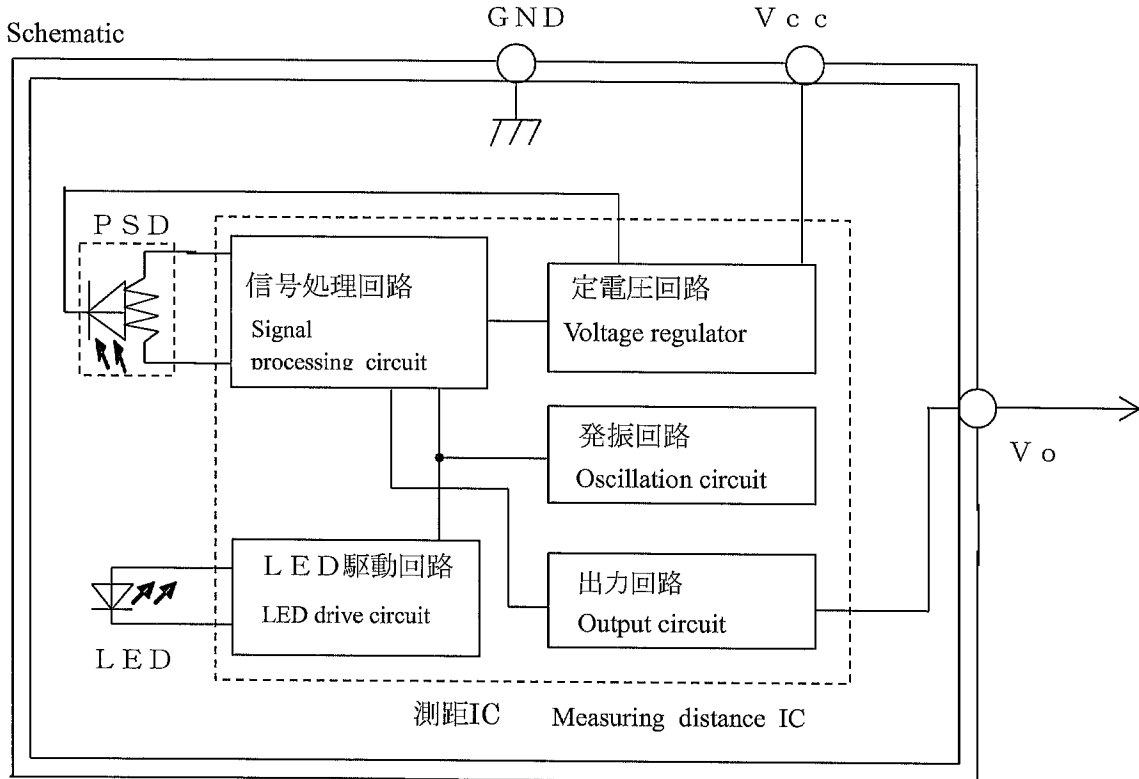 Schematic
ＧＮＤ
Ｖｃｃ
ＰＳＤ
信号処理回路
Signal
processing circuit
定電圧回路
Voltage regulator
発振回路
Oscillation circuit
Ｖｏ
ＬＥＤ駆動回路
LED drive circuit
出力回路
Output circuit
ＬＥＤ
測距IC Measuring distance IC